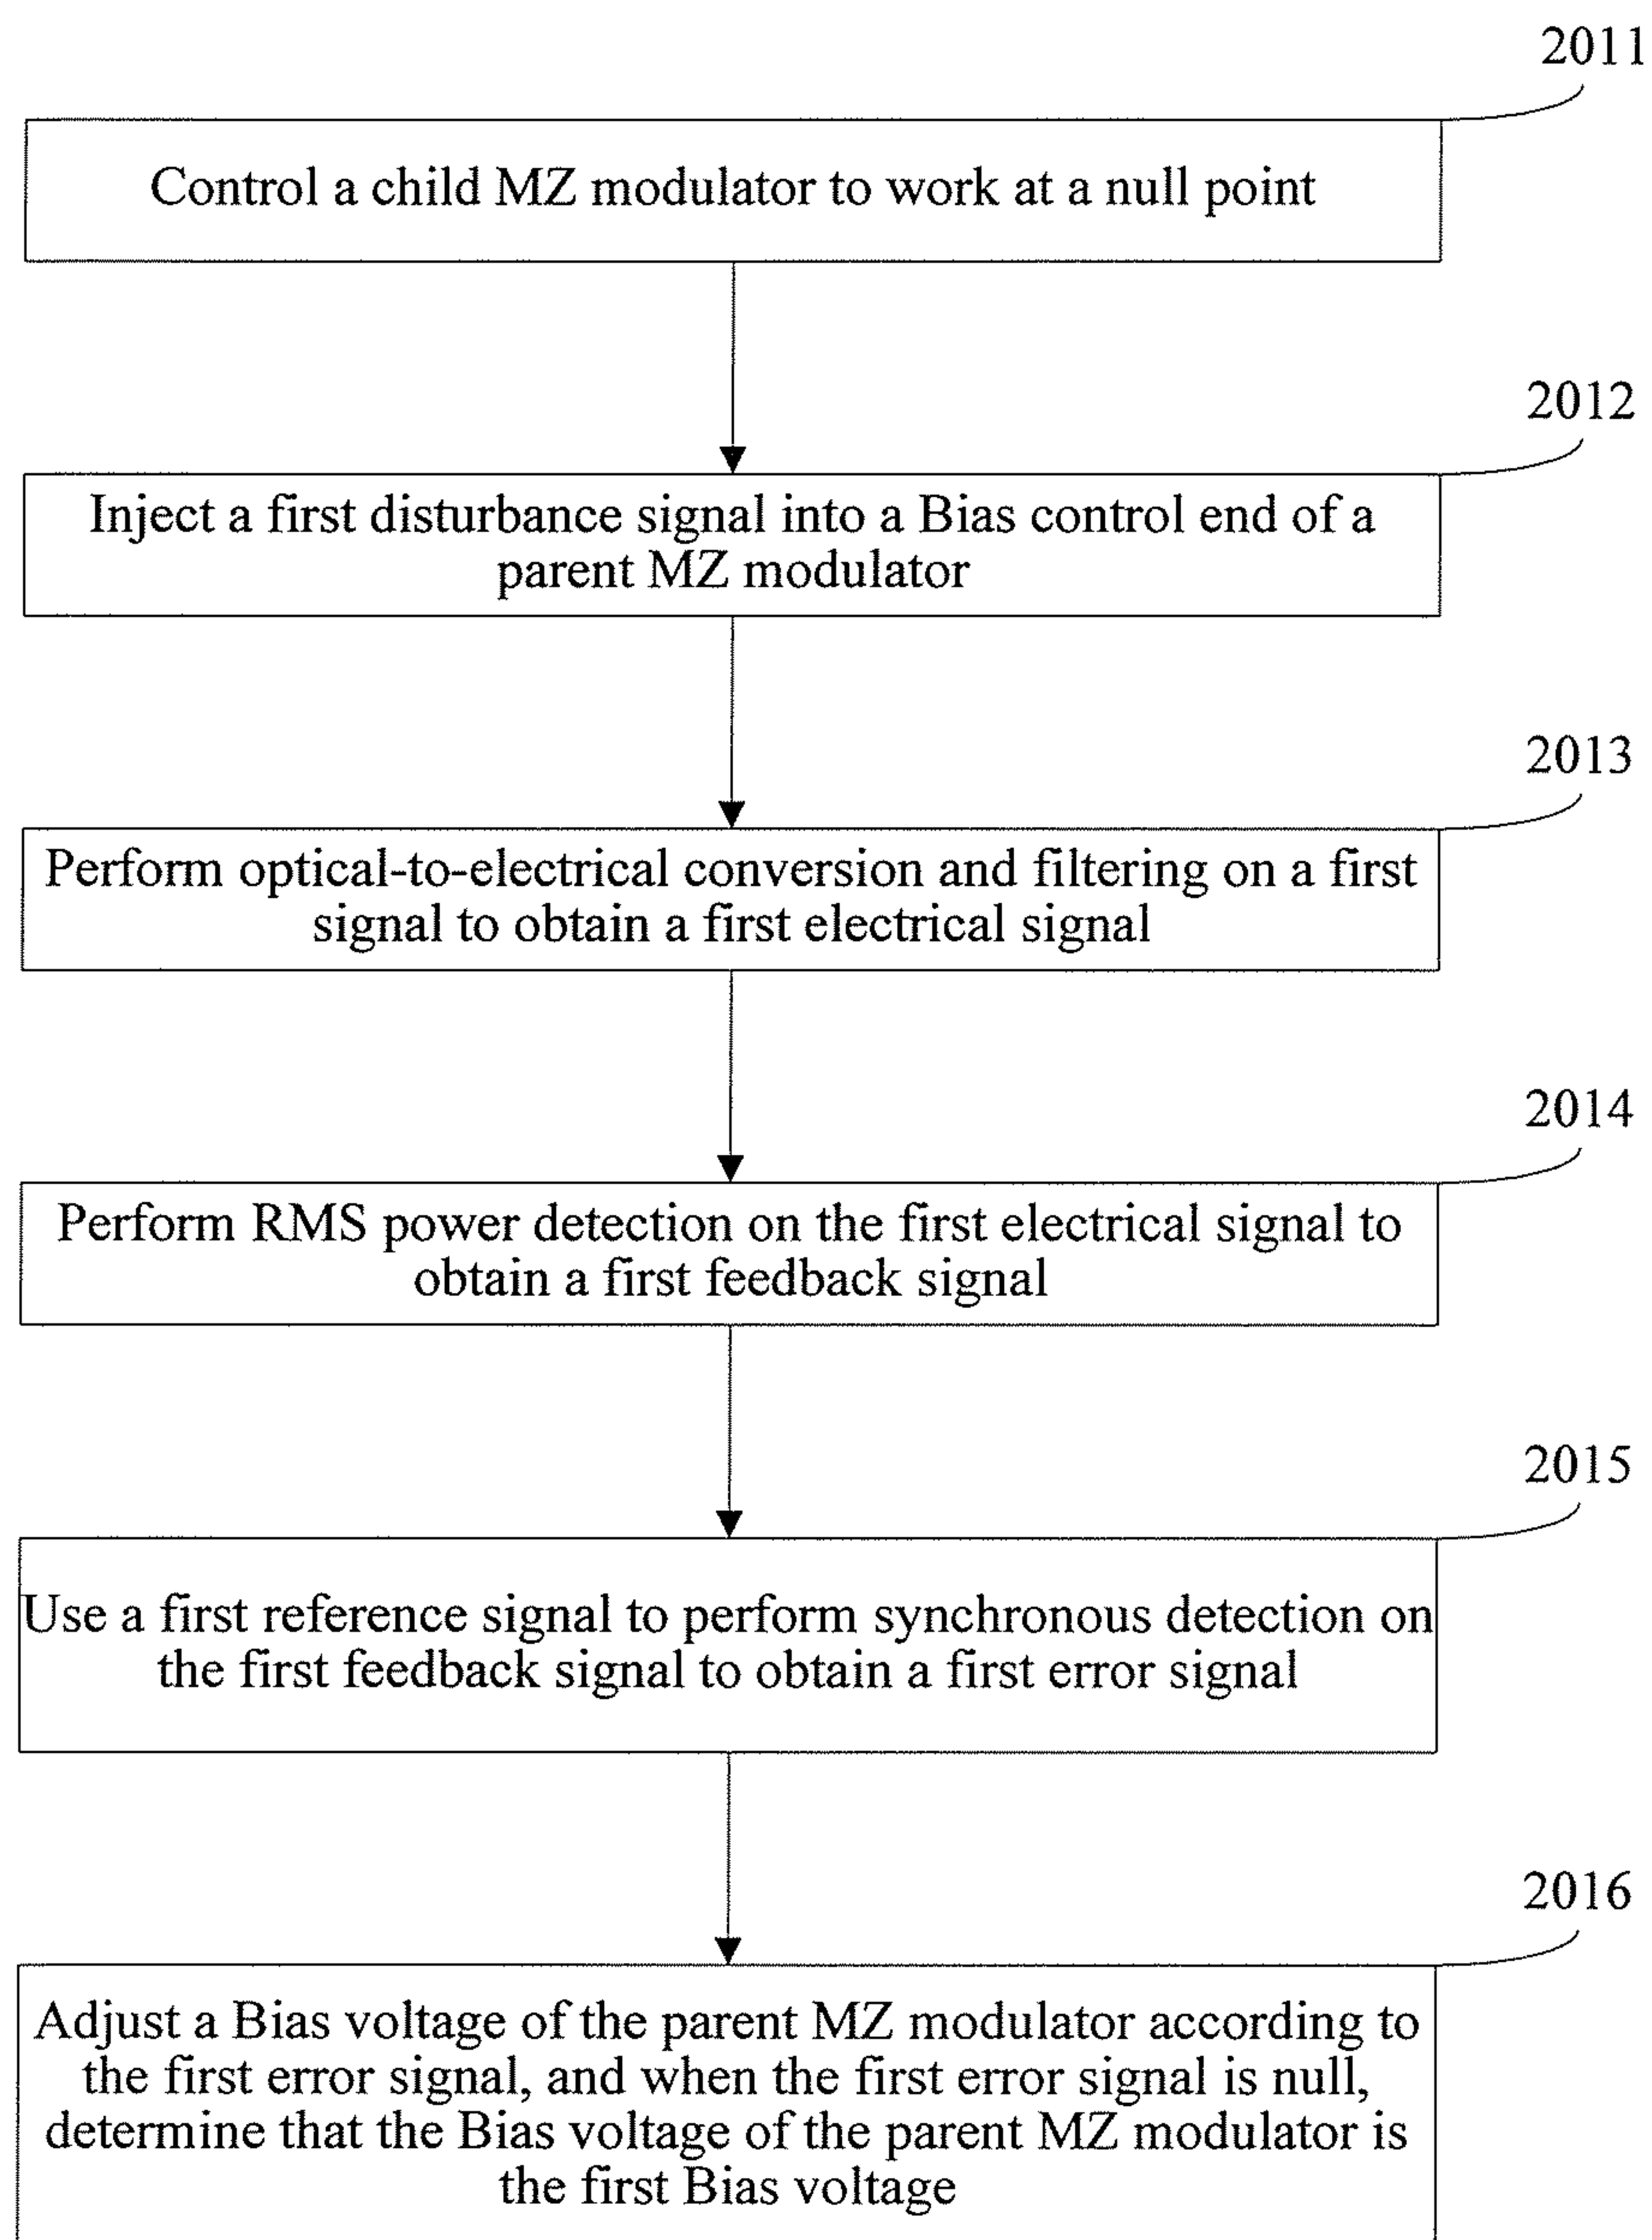 2011
Control a child MZ modulator to work at a null point
2012
Inject a first disturbance signal into a Bias control end of a
parent MZ modulator
2013
Perform optical-to-electrical conversion and filtering on a first
signal to obtain a first electrical signal
2014
Perform RMS power detection on the first electrical signal to
obtain a first feedback signal
2015
Use a first reference signal to perform synchronous detection on
the first feedback signal to obtain a first error signal
2016
Adjust a Bias voltage of the parent MZ modulator according to
the first error signal, and when the first error signal is null,
determine that the Bias voltage of the parent MZ modulator is
the first Bias voltage